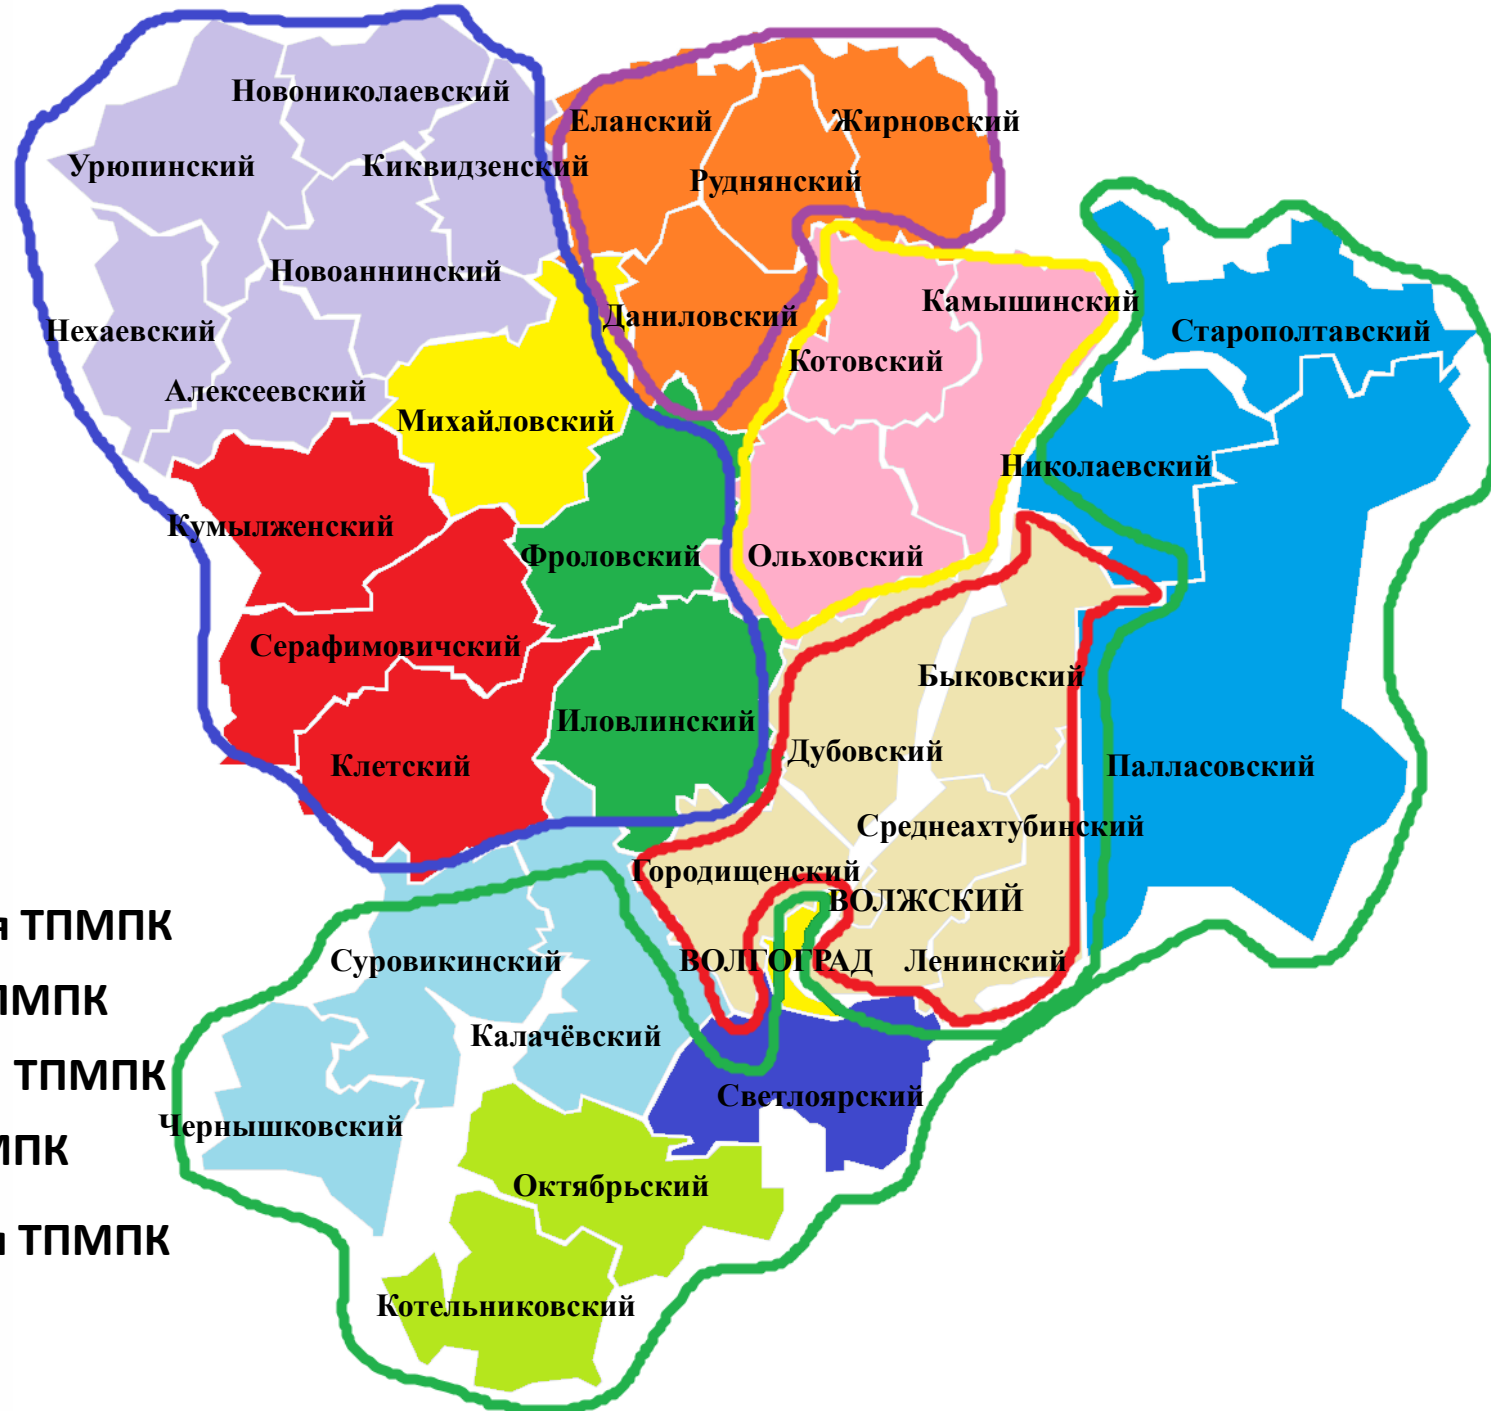 Новониколаевский
Еланский
Жирновский
Урюпинский
Киквидзенский
Руднянский
Новоаннинский
Камышинский
Нехаевский
Даниловский
Старополтавский
Котовский
Алексеевский
Михайловский
Николаевский
Кумылженский
Фроловский
Ольховский
Серафимовичский
Быковский
Иловлинский
Дубовский
Клетский
Палласовский
Среднеахтубинский
Городищенский
ВОЛЖСКИЙ
я ТПМПК
Суровикинский
ВОЛГОГРАД
Ленинский
ПМПК
Калачёвский
ТПМПК
Светлоярский
Чернышковский
МПК
Октябрьский
я ТПМПК
Котельниковский